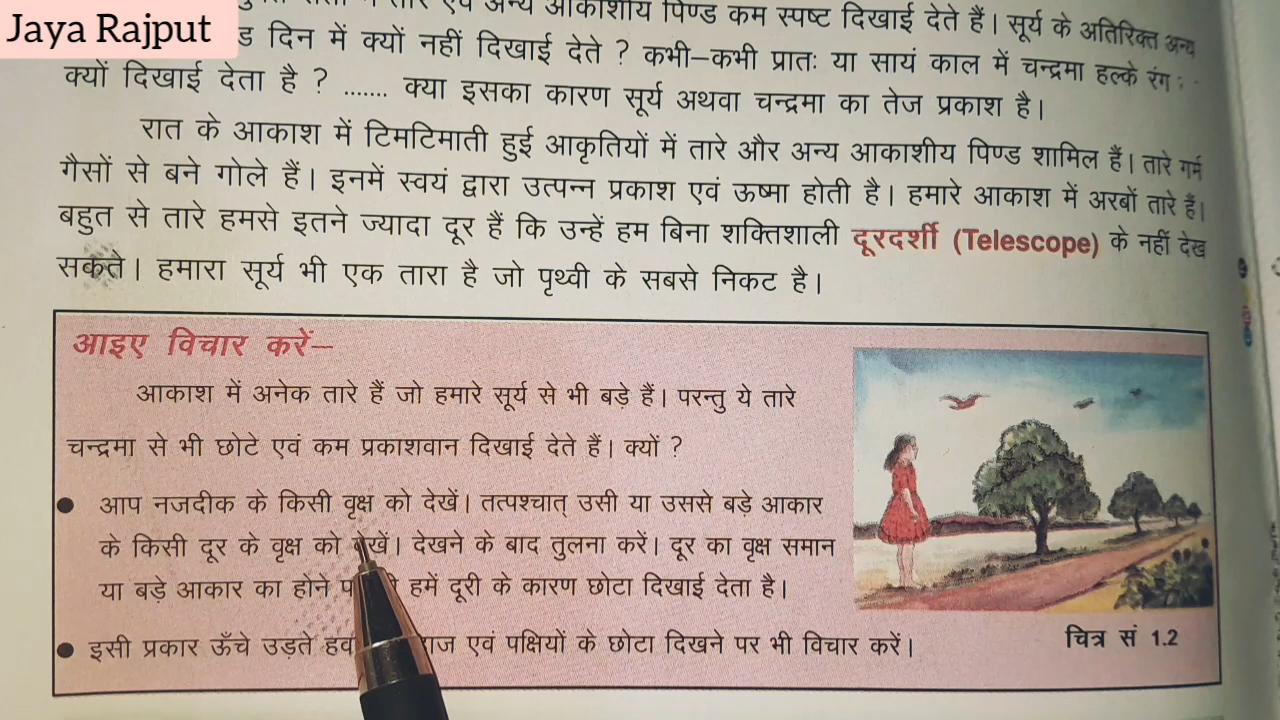 Jaya Rajput
तारे एवं अन्य आकाशीय पिण्ड कम स्पष्ट दिखाई देते हैं। सूर्य के अतिरिक्त अन्य
दिन में क्यों नहीं दिखाई देते ? कभी–कभी प्रातः या सायं काल में चन्द्रमा हल्के रंग
क्यों दिखाई देता है ? ....... क्या इसका कारण सूर्य अथवा चन्द्रमा का तेज प्रकाश है।
रात के आकाश में टिमटिमाती हुई आकृतियों में तारे और अन्य आकाशीय पिण्ड शामिल हैं। तारे गर्म
गैसों से बने गोले हैं। इनमें स्वयं द्वारा उत्पन्न प्रकाश एवं ऊष्मा होती है। हमारे आकाश में अरबों तारे हैं।
बहुत से तारे हमसे इतने ज्यादा दूर हैं कि उन्हें हम बिना शक्तिशाली दूरदर्शी (Telescope) के नहीं देख
सकते। हमारा सूर्य भी एक तारा है जो पृथ्वी के सबसे निकट है।
आइए विचार करें–
आकाश में अनेक तारे हैं जो हमारे सूर्य से भी बड़े हैं। परन्तु ये तारे
चन्द्रमा से भी छोटे एवं कम प्रकाशवान दिखाई देते हैं। क्यों ?
● आप नजदीक के किसी वृक्ष को देखें। तत्पश्चात् उसी या उससे बड़े आकार
के किसी दूर के वृक्ष को देखें। देखने के बाद तुलना करें। दूर का वृक्ष समान
या बड़े आकार का होने हमें दूरी के कारण छोटा दिखाई देता है।
● इसी प्रकार ऊँचे उड़ते एवं पक्षियों के छोटा दिखने पर भी विचार करें।
चित्र सं 1.2